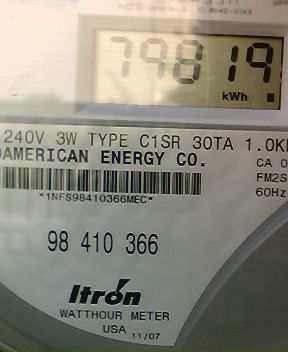 79819
kWh
240V 3W TYPE C1SR 30TA 1.0K
AMERICAN ENERGY CO.
CA 0
FM2S
60Hz
*1NFS98410366MEC*
98 410 366
Itron
WATTHOUR METER
USA 11/07